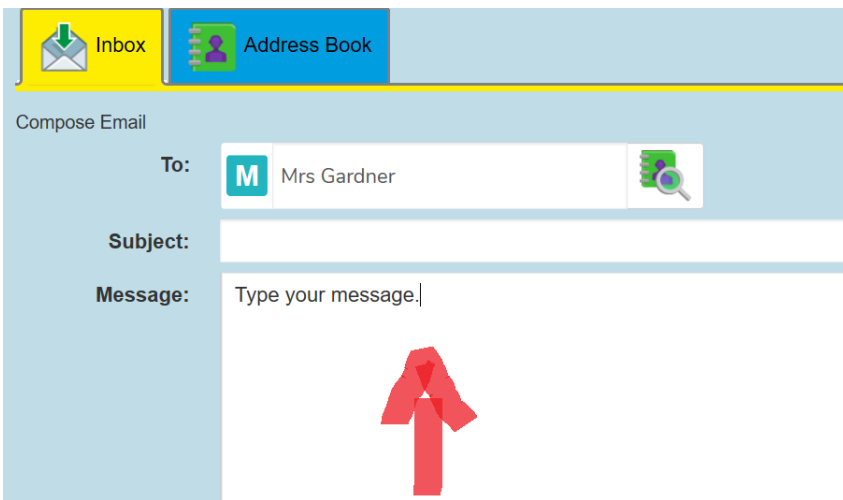 Inbox
Address Book
Compose Email
To:
M
Mrs Gardner
Subject:
Message:
Type your message.